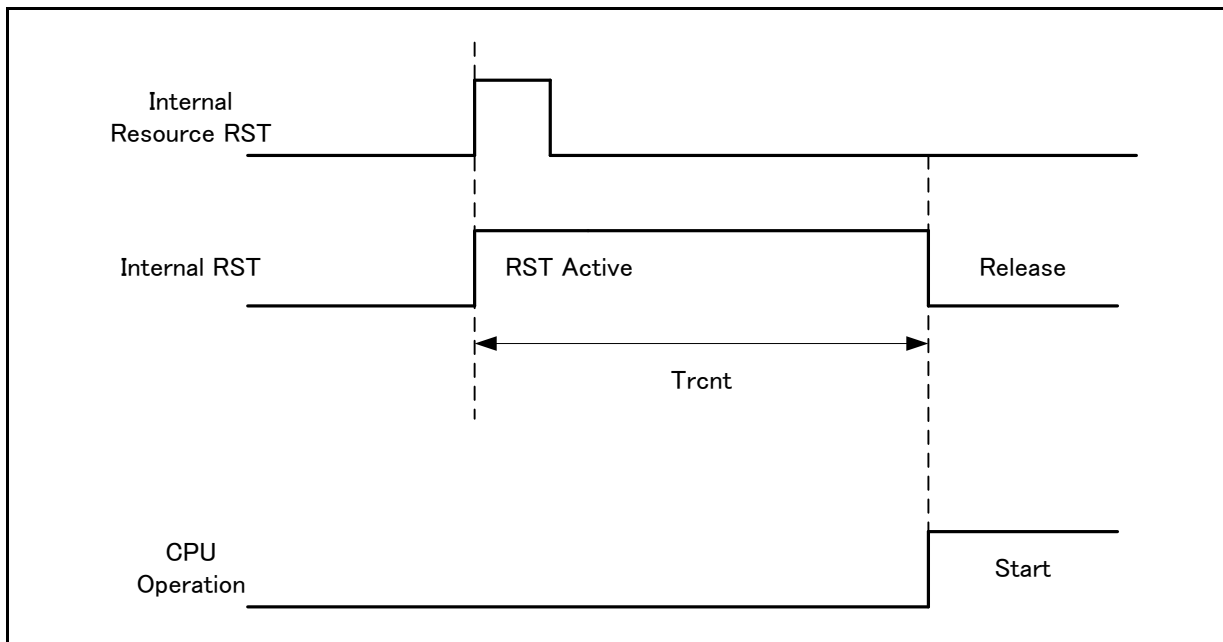 Internal
Resource RST
Internal RST
RST Active
Release
Trcnt
CPU
Operation
Start